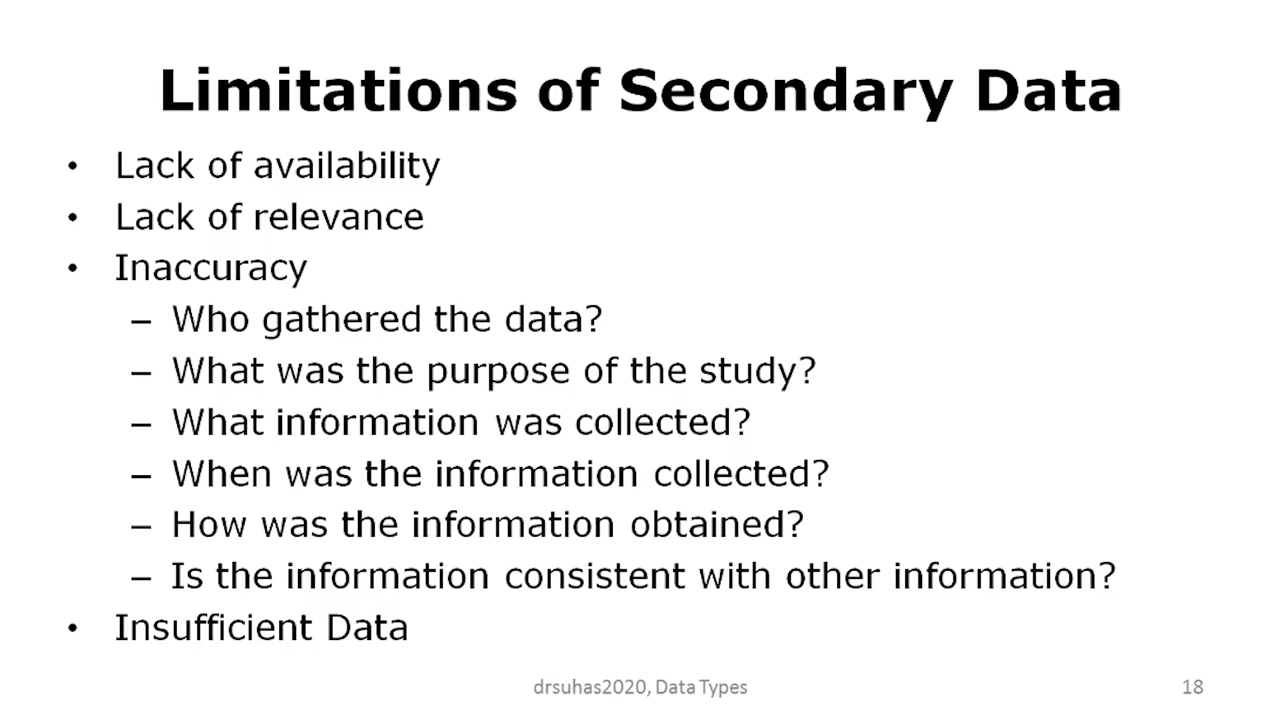 Limitations of Secondary Data
• Lack of availability
• Lack of relevance
• Inaccuracy
– Who gathered the data?
– What was the purpose of the study?
– What information was collected?
– When was the information collected?
– How was the information obtained?
– Is the information consistent with other information?
• Insufficient Data
drsuhas2020, Data Types
18